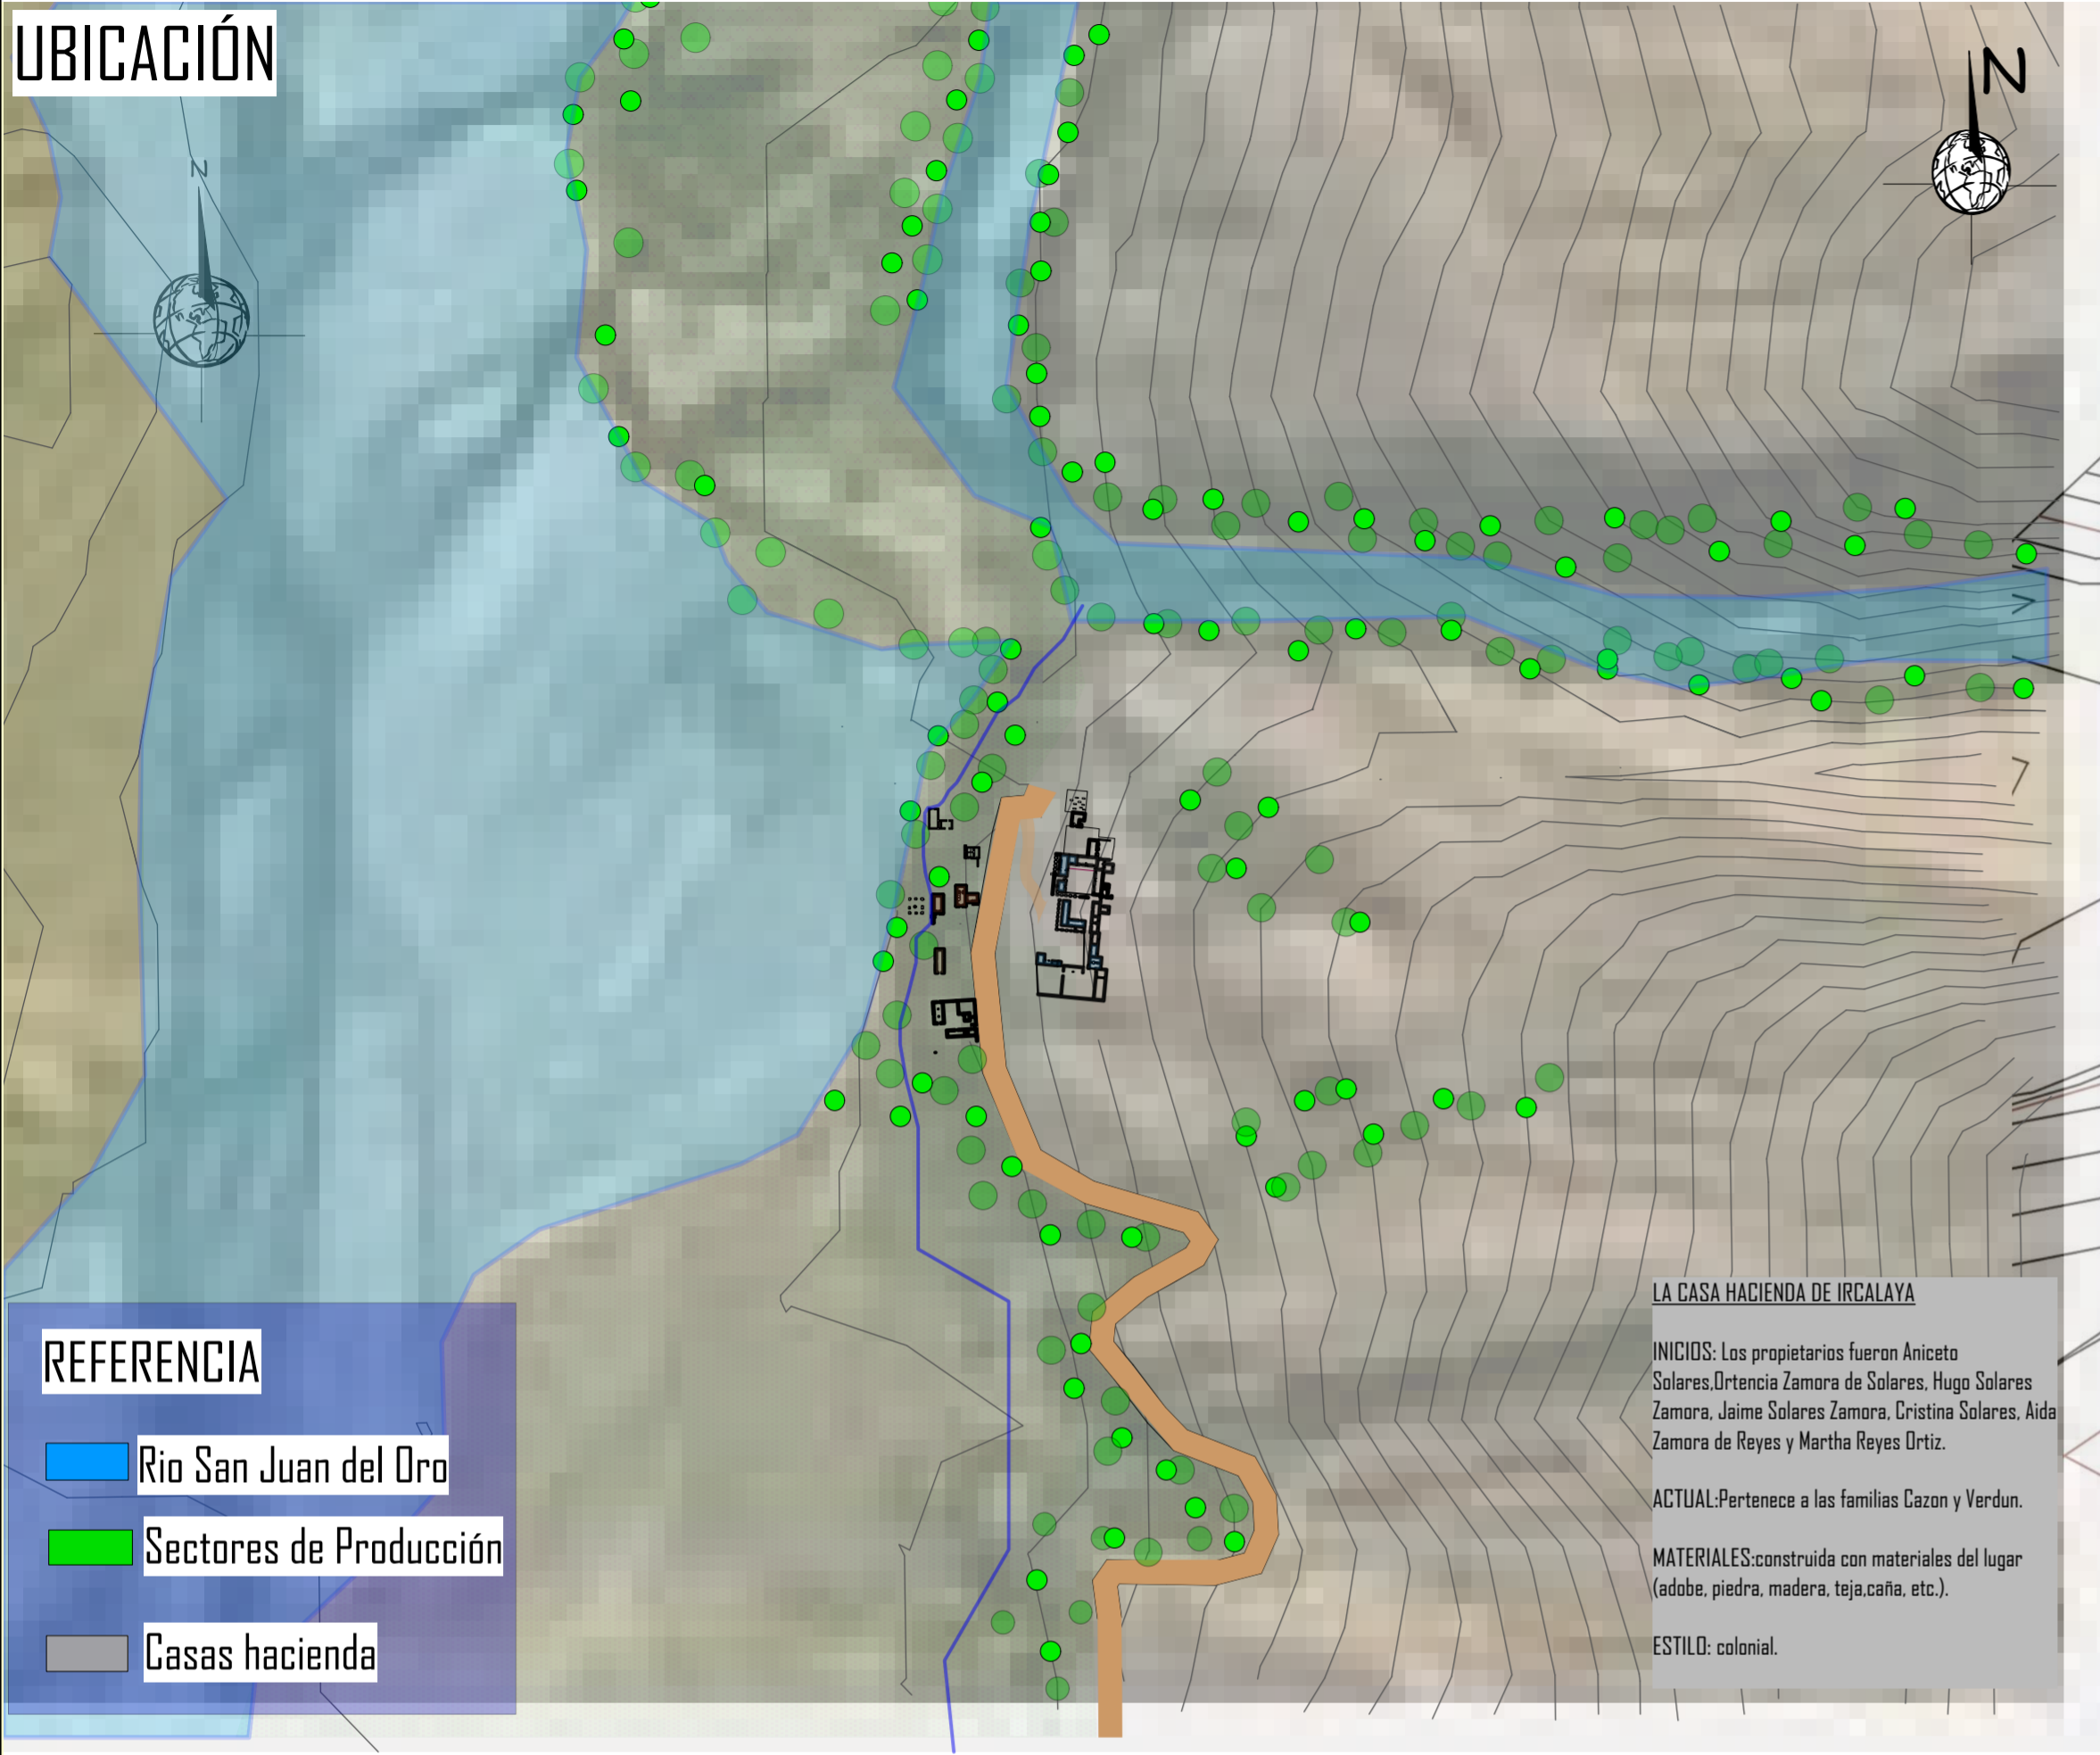 UBICACIÓN
N
N
REFERENCIA
Rio San Juan del Oro
Sectores de Producción
Casas hacienda
LA CASA HACIENDA DE IRCALAYA
INICIOS: Los propietarios fueron Aniceto
Solares,Ortencia Zamora de Solares, Hugo Solares
Zamora, Jaime Solares Zamora, Cristina Solares, Aida
Zamora de Reyes y Martha Reyes Ortiz.
ACTUAL:Pertenece a las familias Cazon y Verdun.
MATERIALES:construida con materiales del lugar
(adobe, piedra, madera, teja,caña, etc.).
ESTILO: colonial.